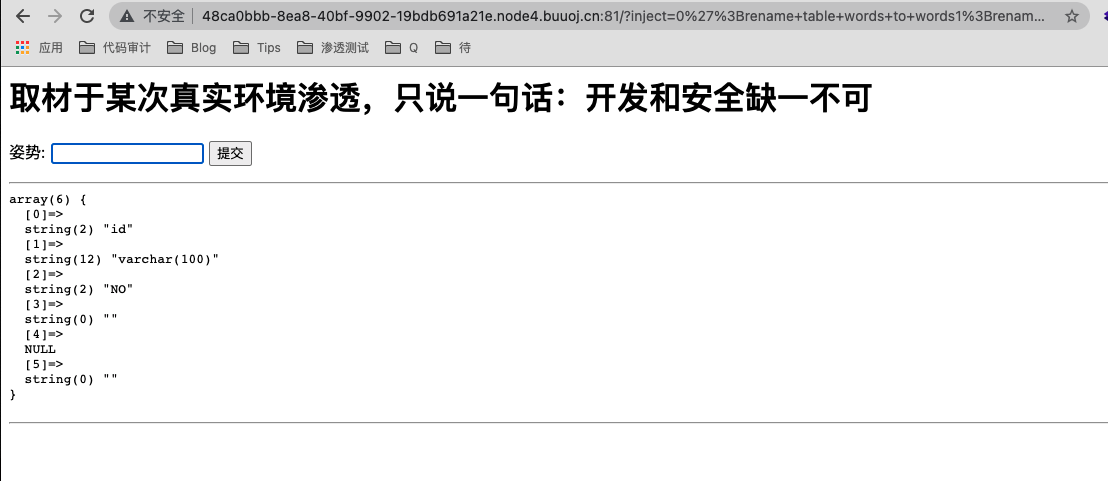 不安全 48ca0bbb-8ea8-40bf-9902-19bdb691a21e.node4.buuoj.cn:81/?inject=0%27%3Brename+table+words+to+words1%3Brenam...
应用 代码审计 Blog Tips 渗透测试 Q 待
取材于某次真实环境渗透，只说一句话：开发和安全缺一不可
姿势: 提交
array(6) {
[0]=>
string(2) "id"
[1]=>
string(12) "varchar(100)"
[2]=>
string(2) "NO"
[3]=>
string(0) ""
[4]=>
NULL
[5]=>
string(0) ""
}